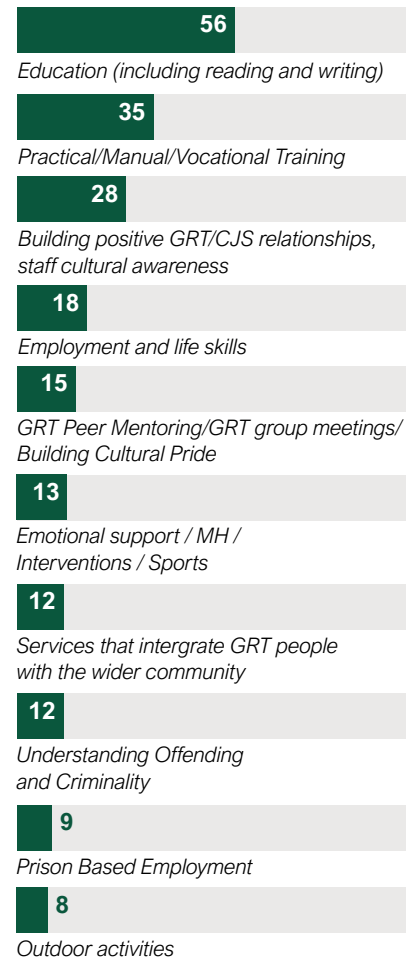 56
Education (including reading and writing)
35
Practical/Manual/Vocational Training
28
Building positive GRT/CJS relationships,
staff cultural awareness
18
Employment and life skills
15
GRT Peer Mentoring/GRT group meetings/
Building Cultural Pride
13
Emotional support / MH /
Interventions / Sports
12
Services that intergrate GRT people
with the wider community
12
Understanding Offending
and Criminality
9
Prison Based Employment
8
Outdoor activities